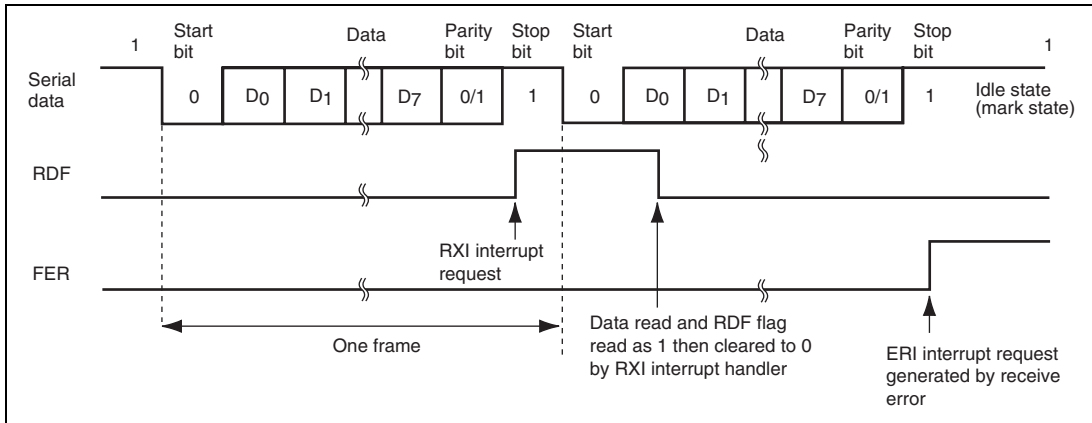 1
Start bit
Data
Parity bit
Stop bit
Start bit
Data
Parity bit
Stop bit
1
Serial data
0
D0
D1
D7
0/1
1
0
D0
D1
D7
0/1
1
Idle state
(mark state)
RDF
RXI interrupt
request
FER
One frame
Data read and RDF flag
read as 1 then cleared to 0
by RXI interrupt handler
ERI interrupt request
generated by receive
error